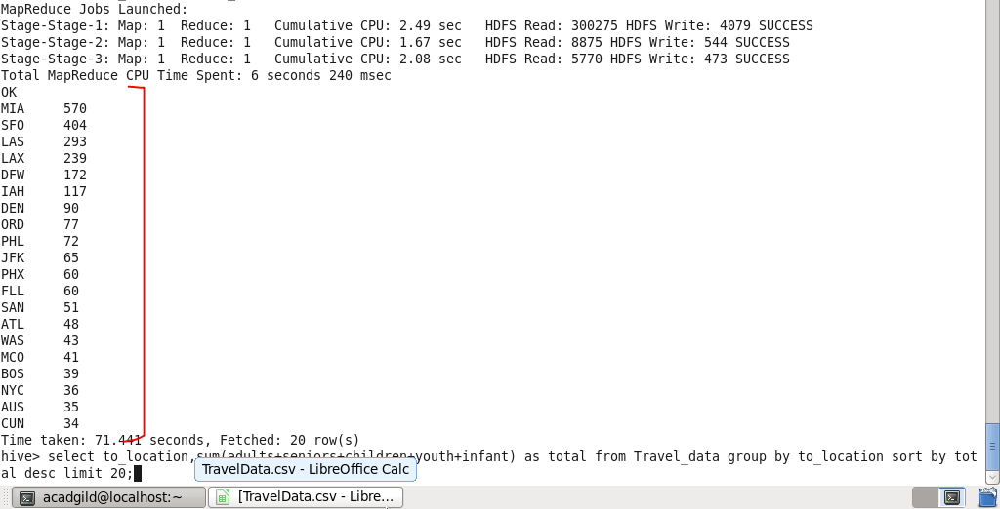 MapReduce Jobs Launched:
Stage-Stage-1: Map: 1  Reduce: 1   Cumulative CPU: 2.49 sec   HDFS Read: 300275 HDFS Write: 4079 SUCCESS
Stage-Stage-2: Map: 1  Reduce: 1   Cumulative CPU: 1.67 sec   HDFS Read: 8875 HDFS Write: 544 SUCCESS
Stage-Stage-3: Map: 1  Reduce: 1   Cumulative CPU: 2.08 sec   HDFS Read: 5770 HDFS Write: 473 SUCCESS
Total MapReduce CPU Time Spent: 6 seconds 240 msec
OK
MIA     570
SFO     404
LAS     293
LAX     239
DFW     172
IAH     117
DEN     90
ORD     77
PHL     72
JFK     65
PHX     60
FLL     60
SAN     51
ATL     48
WAS     43
MCO     41
BOS     39
NYC     36
AUS     35
CUN     34
Time taken: 71.441 seconds, Fetched: 20 row(s)
hive> select to_location,sum(adults+seniors+children+youth+infant) as total from Travel_data group by to_location sort by tot
al desc limit 20;
TravelData.csv - LibreOffice Calc
acadgild@localhost:~
[TravelData.csv - Libre...